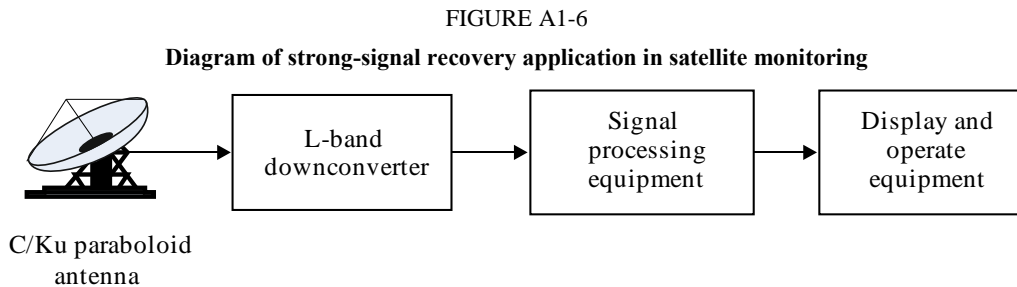 FIGURE A1-6
Diagram of strong-signal recovery application in satellite monitoring
L-band
downconverter
Signal
processing
equipment
Display and
operate
equipment
C/Ku paraboloid
antenna